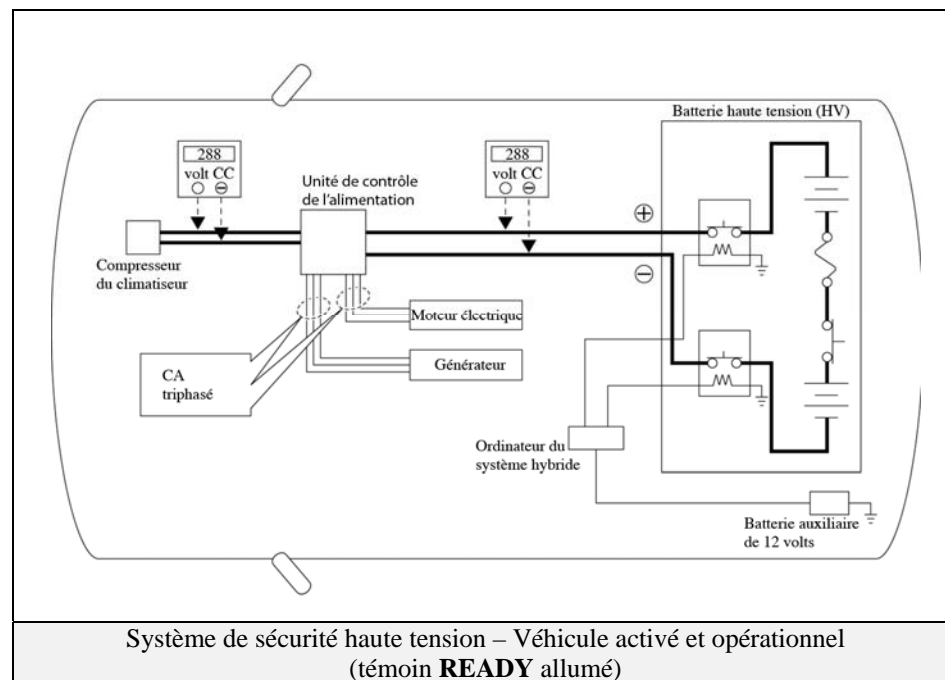 Batterie haute tension (HV)
288
volt CC
288
volt CC
Unité de contrôle
de l'alimentation
Compresseur
du climatiseur
Moteur électrique
CA
triphasé
Générateur
Ordinateur du
système hybride
Batterie auxiliaire
de 12 volts
Système de sécurité haute tension – Véhicule activé et opérationnel
(témoin READY allumé)